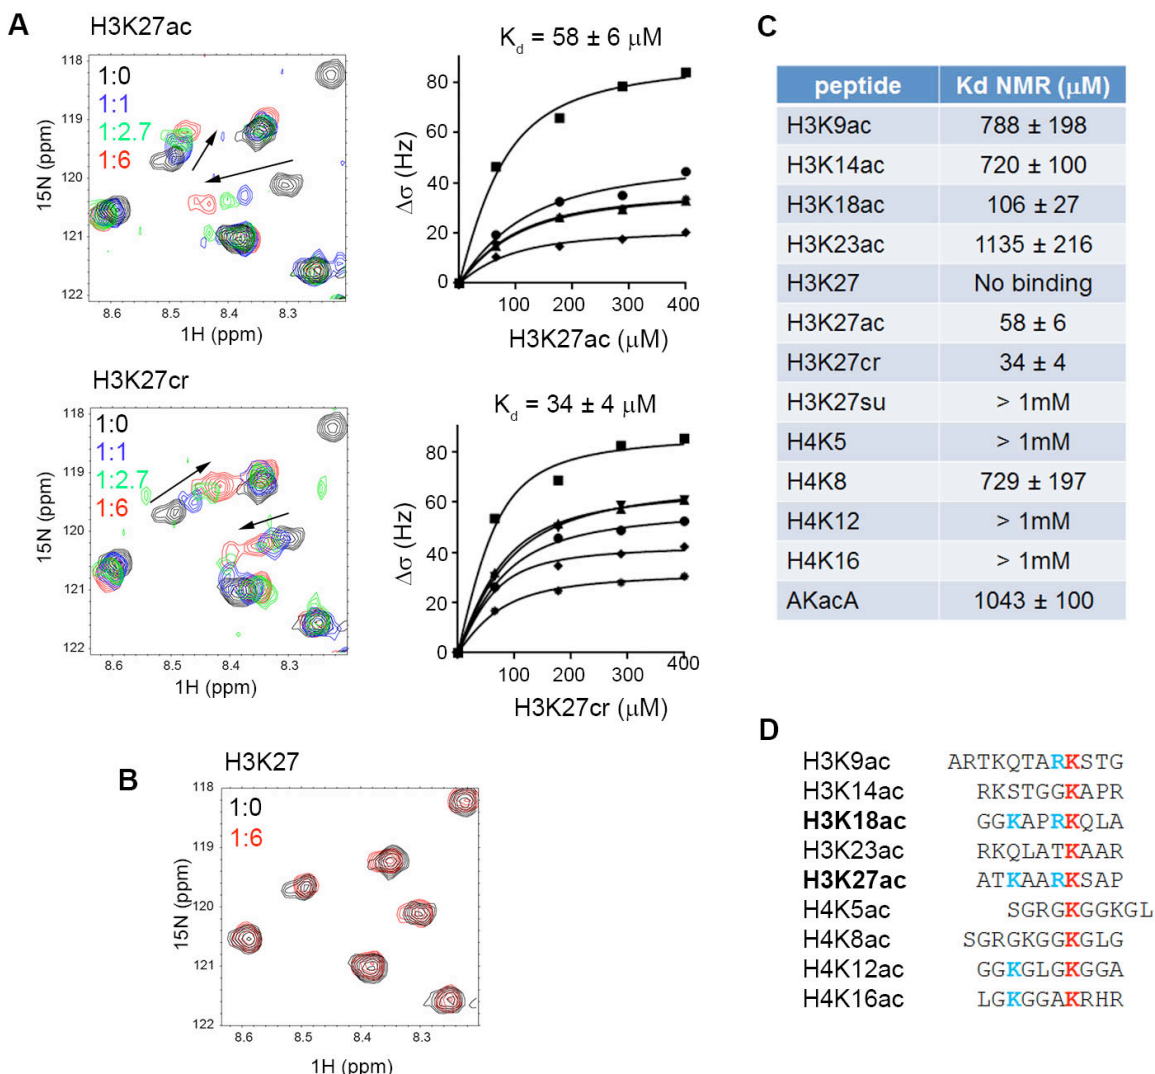 A
H3K27ac
1:0
1:1
1:2.7
1:6
118
119
120
121
122
15N (ppm)
8.6 8.5 8.4 8.3
1H (ppm)
Kd = 58 ± 6 μM
80
60
40
20
0
Δσ (Hz)
100 200 300 400
H3K27ac (μM)
H3K27cr
1:0
1:1
1:2.7
1:6
118
119
120
121
122
15N (ppm)
8.6 8.5 8.4 8.3
1H (ppm)
Kd = 34 ± 4 μM
80
60
40
20
0
Δσ (Hz)
100 200 300 400
H3K27cr (μM)
B
H3K27
1:0
1:6
118
119
120
121
122
15N (ppm)
8.6 8.5 8.4 8.3
1H (ppm)
C
peptide Kd NMR (μM)
H3K9ac 788 ± 198
H3K14ac 720 ± 100
H3K18ac 106 ± 27
H3K23ac 1135 ± 216
H3K27 No binding
H3K27ac 58 ± 6
H3K27cr 34 ± 4
H3K27su > 1mM
H4K5 > 1mM
H4K8 729 ± 197
H4K12 > 1mM
H4K16 > 1mM
AKacA 1043 ± 100
D
H3K9ac ARTKQTARKSTG
H3K14ac RKSTGGKAPR
H3K18ac GGKAPRKQLA
H3K23ac RKQLATKAAR
H3K27ac ATKAARKSAP
H4K5ac SGRGKGGKGL
H4K8ac SGRGKGGKGLG
H4K12ac GGKGLGKGGA
H4K16ac LGKGGAKRHR